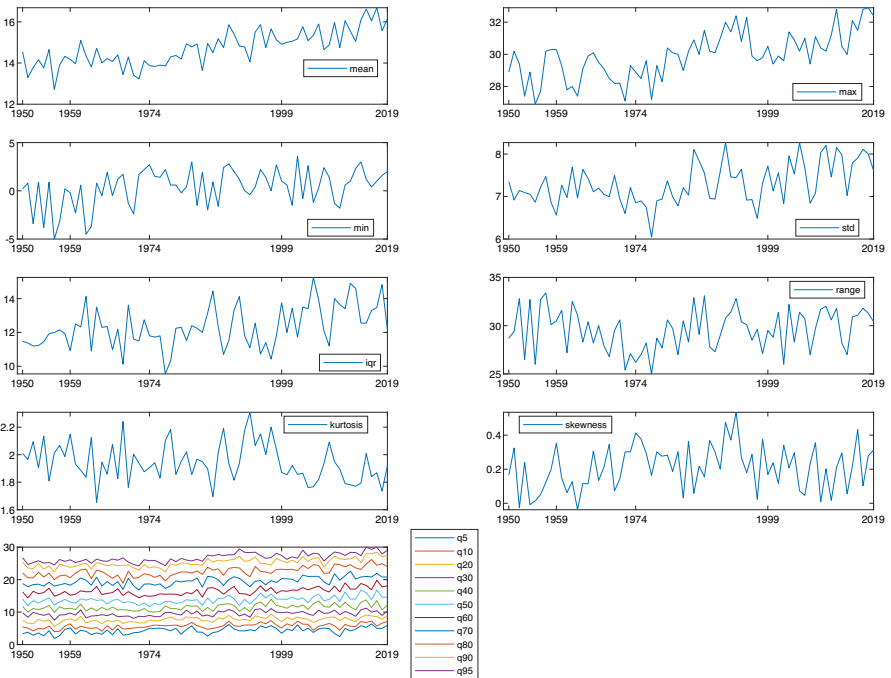 16
14
12
1950 1959 1974 1999 2019
mean
32
30
28
1950 1959 1974 1999 2019
max
5
0
-5
1950 1959 1974 1999 2019
min
8
7
6
1950 1959 1974 1999 2019
std
14
12
10
1950 1959 1974 1999 2019
iqr
35
30
25
1950 1959 1974 1999 2019
range
2.2
2
1.8
1.6
1950 1959 1974 1999 2019
kurtosis
0.4
0.2
0
1950 1959 1974 1999 2019
skewness
30
20
10
0
1950 1959 1974 1999 2019
q5
q10
q20
q30
q40
q50
q60
q70
q80
q90
q95